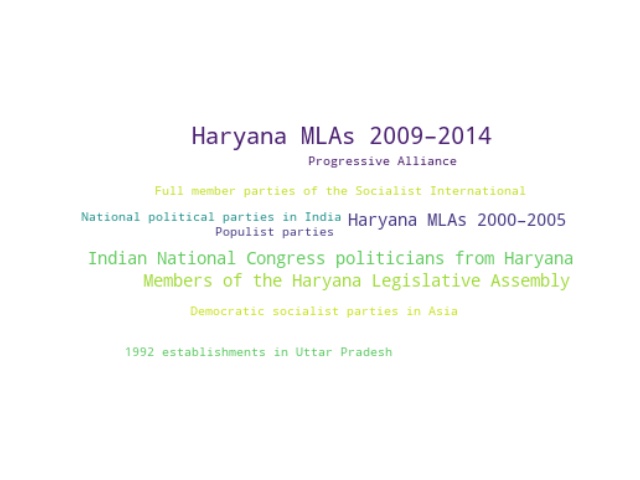 Haryana MLAs 2009–2014
Progressive Alliance
Full member parties of the Socialist International
National political parties in India
Haryana MLAs 2000–2005
Populist parties
Indian National Congress politicians from Haryana
Members of the Haryana Legislative Assembly
Democratic socialist parties in Asia
1992 establishments in Uttar Pradesh